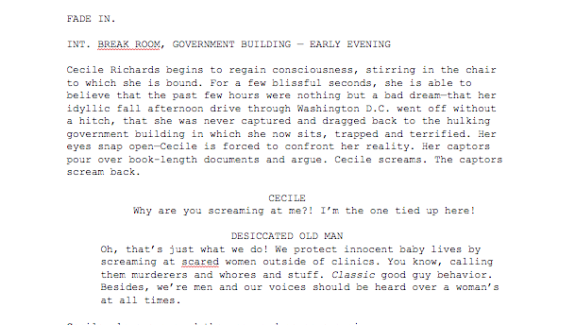 FADE IN.
INT. BREAK ROOM, GOVERNMENT BUILDING — EARLY EVENING
Cecile Richards begins to regain consciousness, stirring in the chair
to which she is bound. For a few blissful seconds, she is able to
believe that the past few hours were nothing but a bad dream—that her
idyllic fall afternoon drive through Washington D.C. went off without
a hitch, that she was never captured and dragged back to the hulking
government building in which she now sits, trapped and terrified. Her
eyes snap open—Cecile is forced to confront her reality. Her captors
pour over book-length documents and argue. Cecile screams. The captors
scream back.
CECILE
Why are you screaming at me?! I'm the one tied up here!
DESICCATED OLD MAN
Oh, that's just what we do! We protect innocent baby lives by
screaming at scared women outside of clinics. You know, calling
them murderers and whores and stuff. Classic good guy behavior.
Besides, we're men and our voices should be heard over a woman's
at all times.